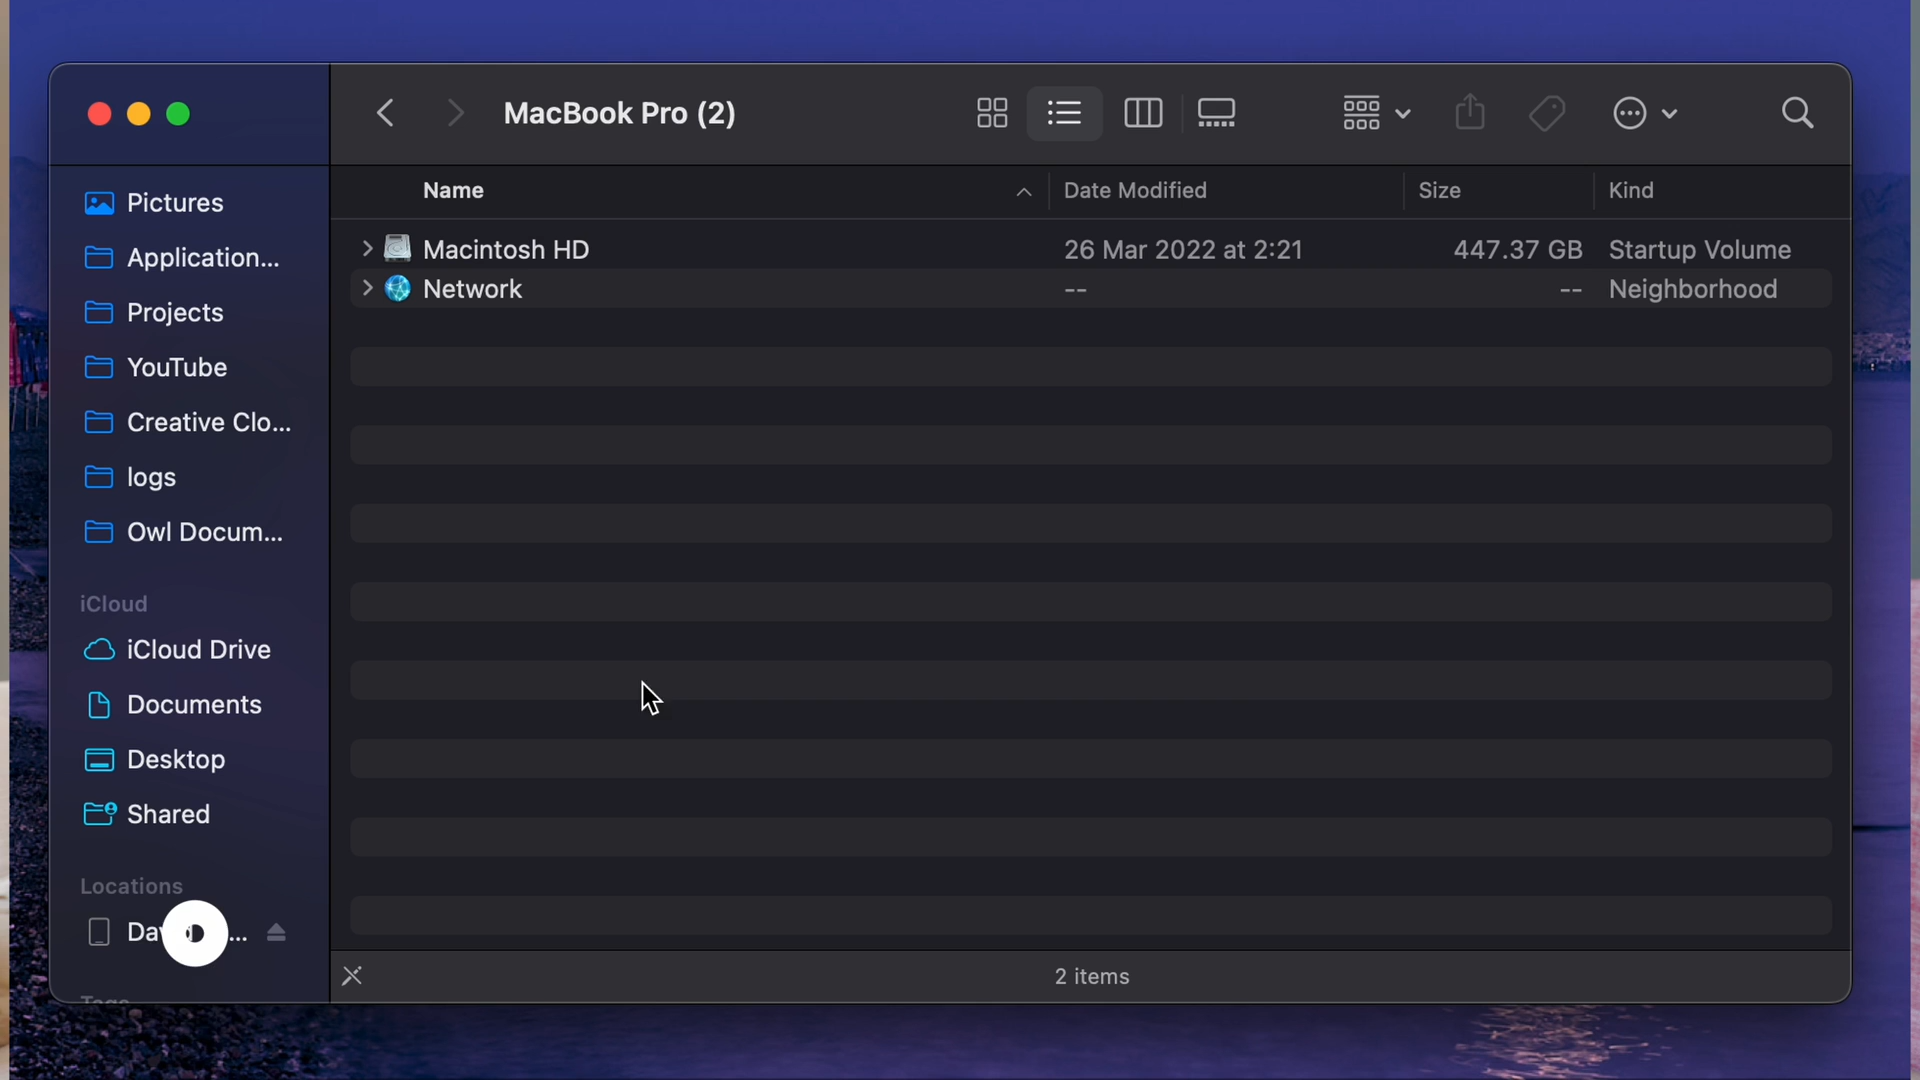 MacBook Pro (2)
Name
Date Modified
Size
Kind
Macintosh HD
26 Mar 2022 at 2:21
447.37 GB
Startup Volume
Network
--
--
Neighborhood
Pictures
Application...
Projects
YouTube
Creative Clo...
logs
Owl Docum...
iCloud
iCloud Drive
Documents
Desktop
Shared
Locations
Tags
2 items